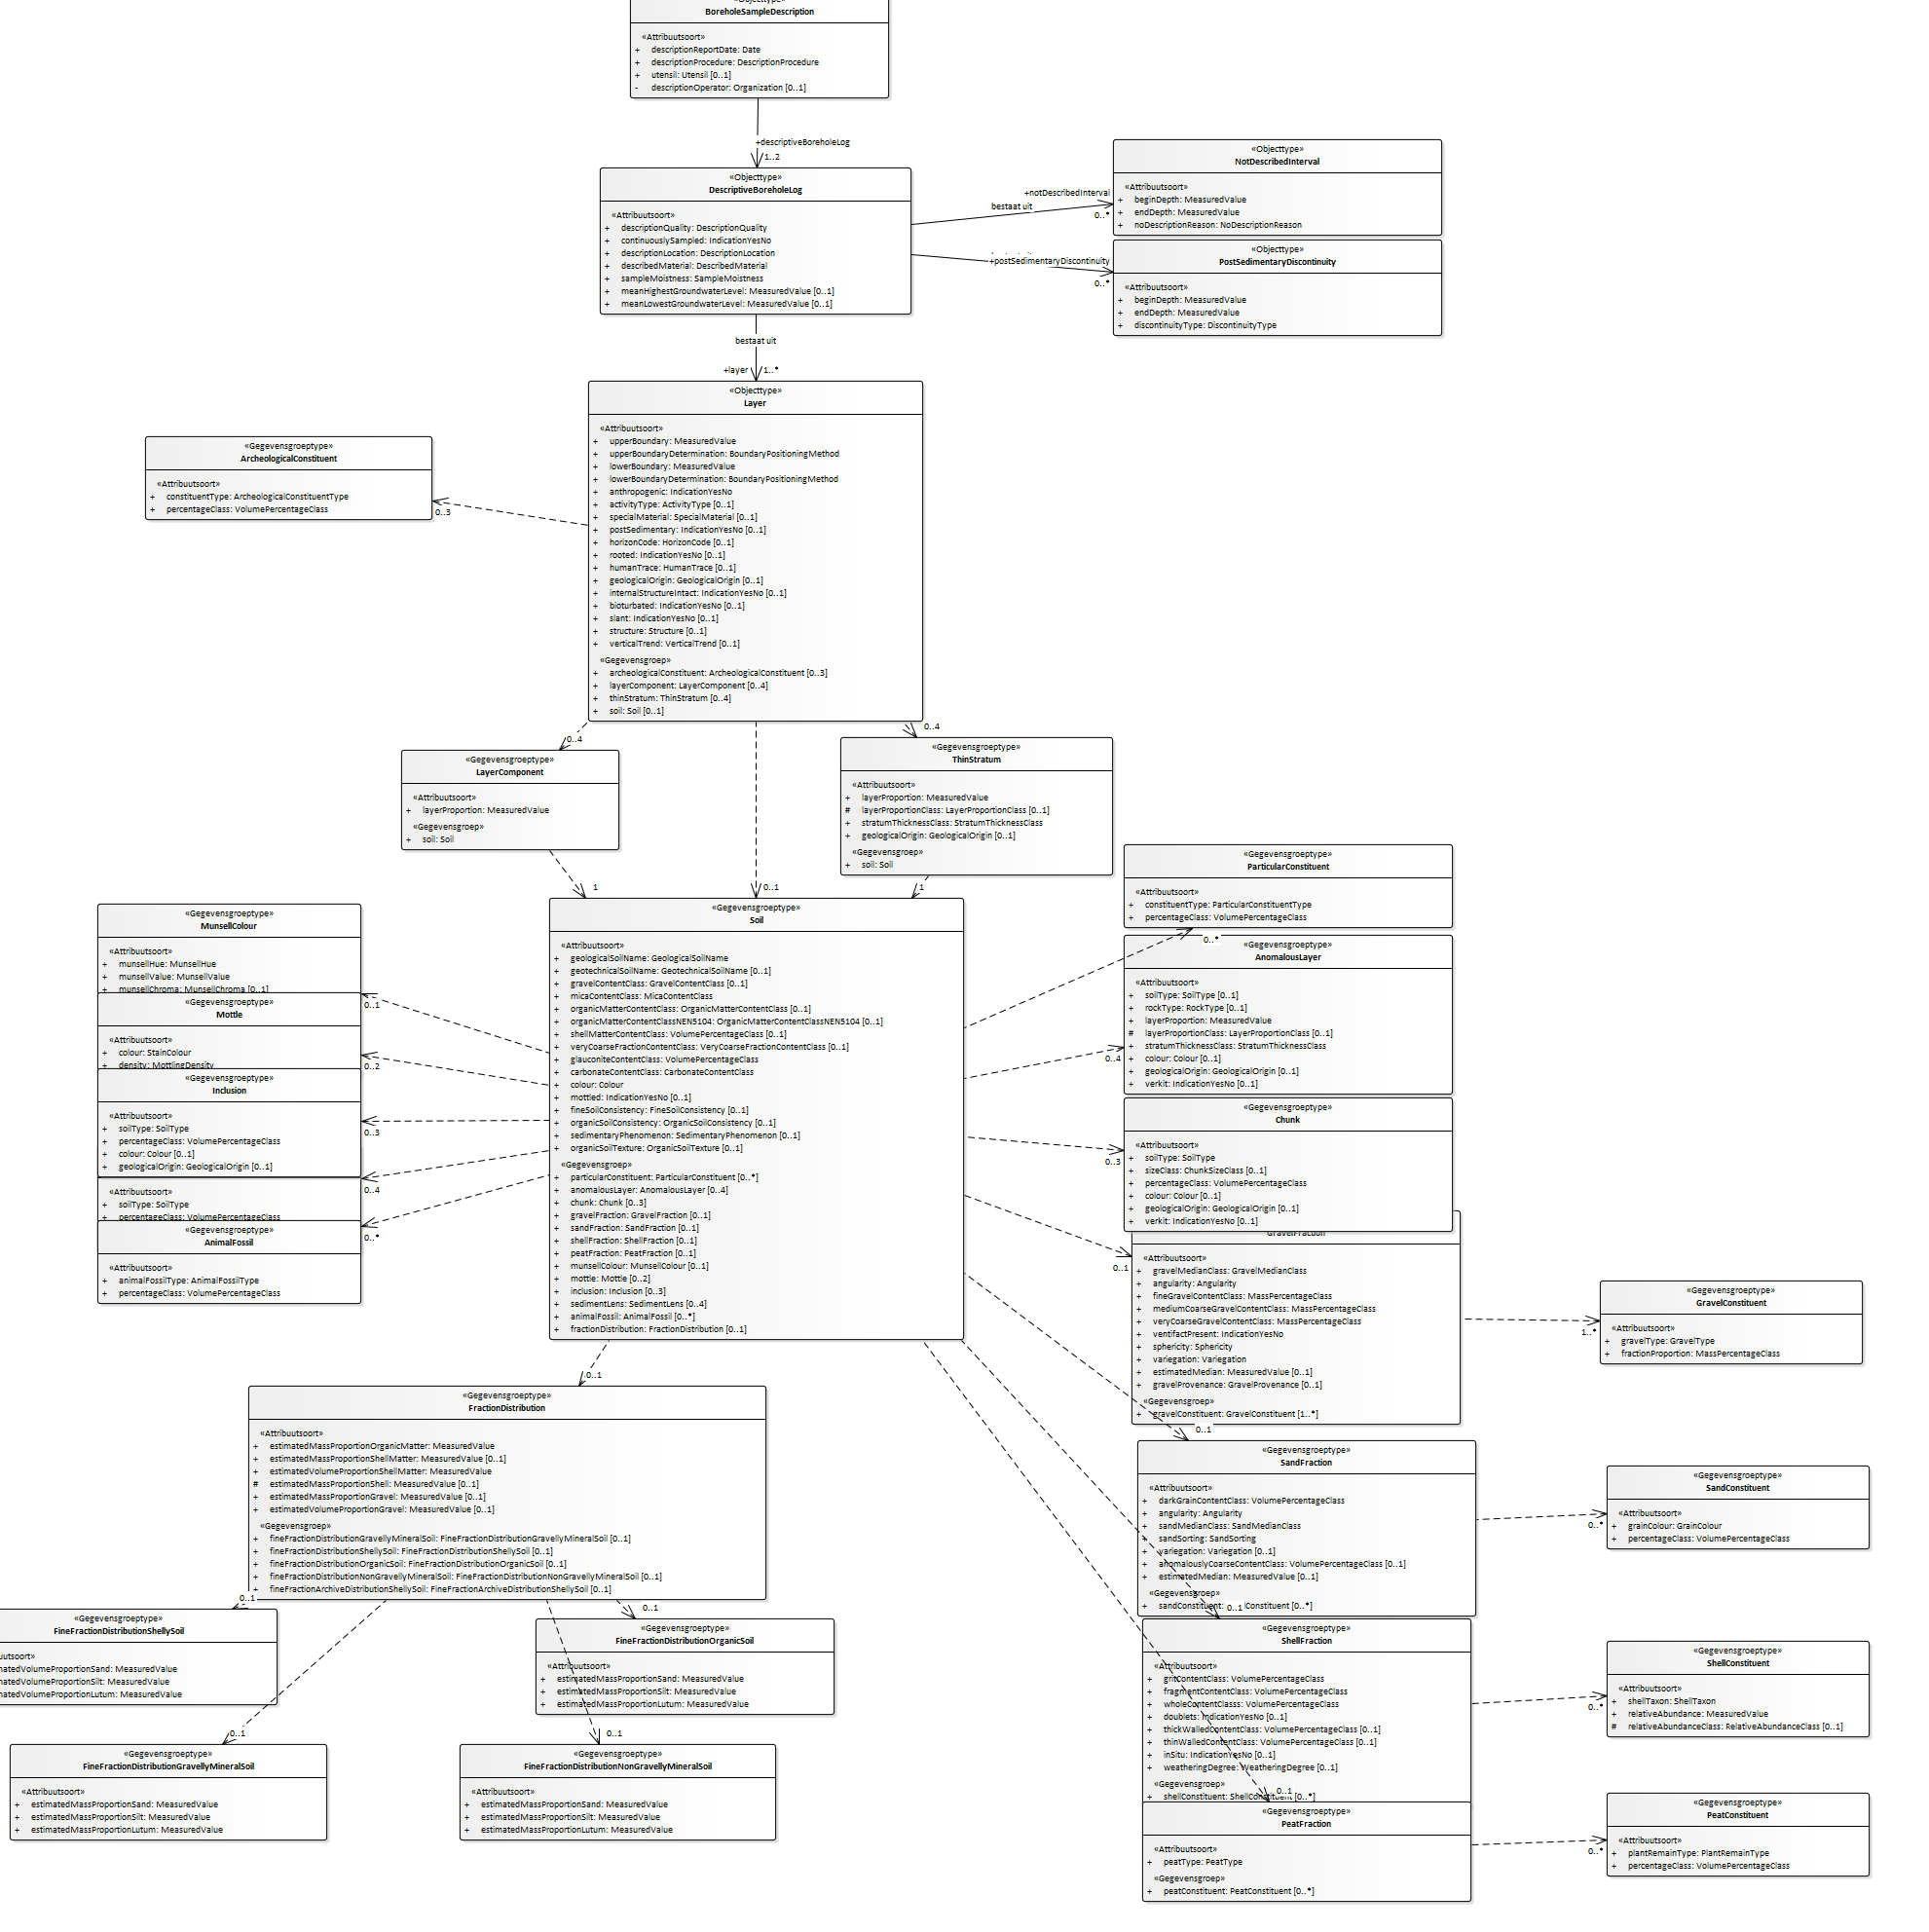 BoreholeSampleDescription
«Attribuutsoort»
+ descriptionReportDate: Date
+ descriptionProcedure: DescriptionProcedure
+ utensil: Utensil [0..1]
- descriptionOperator: Organization [0..1]
+descriptiveBoreholeLog
1..2
«Objecttype»
DescriptiveBoreholeLog
«Attribuutsoort»
+ descriptionQuality: DescriptionQuality
+ continuouslySampled: IndicationYesNo
+ descriptionLocation: DescriptionLocation
+ describedMaterial: DescribedMaterial
+ sampleMoistness: SampleMoistness
+ meanHighestGroundwaterLevel: MeasuredValue [0..1]
+ meanLowestGroundwaterLevel: MeasuredValue [0..1]
+notDescribedInterval
bestaat uit
0..*
«Objecttype»
NotDescribedInterval
«Attribuutsoort»
+ beginDepth: MeasuredValue
+ endDepth: MeasuredValue
+ noDescriptionReason: NoDescriptionReason
+postSedimentaryDiscontinuity
0..*
«Objecttype»
PostSedimentaryDiscontinuity
«Attribuutsoort»
+ beginDepth: MeasuredValue
+ endDepth: MeasuredValue
+ discontinuityType: DiscontinuityType
bestaat uit
+layer
1..*
«Objecttype»
Layer
«Attribuutsoort»
+ upperBoundary: MeasuredValue
+ upperBoundaryDetermination: BoundaryPositioningMethod
+ lowerBoundary: MeasuredValue
+ lowerBoundaryDetermination: BoundaryPositioningMethod
+ anthropogenic: IndicationYesNo
+ activityType: ActivityType [0..1]
+ specialMaterial: SpecialMaterial [0..1]
+ postSedimentary: IndicationYesNo [0..1]
+ horizonCode: HorizonCode [0..1]
+ rooted: IndicationYesNo [0..1]
+ humanTrace: HumanTrace [0..1]
+ geologicalOrigin: GeologicalOrigin [0..1]
+ internalStructureIntact: IndicationYesNo [0..1]
+ bioturbated: IndicationYesNo [0..1]
+ slant: IndicationYesNo [0..1]
+ structure: Structure [0..1]
+ verticalTrend: VerticalTrend [0..1]
«Gegevensgroep»
+ archeologicalConstituent: ArcheologicalConstituent [0..3]
+ layerComponent: LayerComponent [0..4]
+ thinStratum: ThinStratum [0..4]
+ soil: Soil [0..1]
«Gegevensgroeptype»
ArcheologicalConstituent
«Attribuutsoort»
+ constituentType: ArcheologicalConstituentType
+ percentageClass: VolumePercentageClass
0..3
0..4
«Gegevensgroeptype»
LayerComponent
«Attribuutsoort»
+ layerProportion: MeasuredValue
«Gegevensgroep»
+ soil: Soil
0..4
«Gegevensgroeptype»
ThinStratum
«Attribuutsoort»
+ layerProportion: MeasuredValue
# layerProportionClass: LayerProportionClass [0..1]
+ stratumThicknessClass: StratumThicknessClass
+ geologicalOrigin: GeologicalOrigin [0..1]
«Gegevensgroep»
+ soil: Soil
1
0..1
1
«Gegevensgroeptype»
Soil
«Attribuutsoort»
+ geologicalSoilName: GeologicalSoilName
+ geotechnicalSoilName: GeotechnicalSoilName [0..1]
+ gravelContentClass: GravelContentClass [0..1]
+ micaContentClass: MicaContentClass
+ organicMatterContentClass: OrganicMatterContentClass [0..1]
+ organicMatterContentClassNEN5104: OrganicMatterContentClassNEN5104 [0..1]
+ shellMatterContentClass: VolumePercentageClass [0..1]
+ veryCoarseFractionContentClass: VeryCoarseFractionContentClass [0..1]
+ glauconiteContentClass: VolumePercentageClass
+ carbonateContentClass: CarbonateContentClass
+ colour: Colour
+ mottled: IndicationYesNo [0..1]
+ fineSoilConsistency: FineSoilConsistency [0..1]
+ organicSoilConsistency: OrganicSoilConsistency [0..1]
+ sedimentaryPhenomenon: SedimentaryPhenomenon [0..1]
+ organicSoilTexture: OrganicSoilTexture [0..1]
«Gegevensgroep»
+ particularConstituent: ParticularConstituent [0..*]
+ anomalousLayer: AnomalousLayer [0..4]
+ chunk: Chunk [0..3]
+ gravelFraction: GravelFraction [0..1]
+ sandFraction: SandFraction [0..1]
+ shellFraction: ShellFraction [0..1]
+ peatFraction: PeatFraction [0..1]
+ munsellColour: MunsellColour [0..1]
+ mottle: Mottle [0..2]
+ inclusion: Inclusion [0..3]
+ sedimentLens: SedimentLens [0..4]
+ animalFossil: AnimalFossil [0..*]
+ fractionDistribution: FractionDistribution [0..1]
«Gegevensgroeptype»
MunsellColour
«Attribuutsoort»
+ munsellHue: MunsellHue
+ munsellValue: MunsellValue
+ munsellChroma: MunsellChroma [0..1]
0..1
«Gegevensgroeptype»
Mottle
«Attribuutsoort»
+ colour: StainColour
+ density: MottlingDensity
0..2
«Gegevensgroeptype»
Inclusion
«Attribuutsoort»
+ soilType: SoilType
+ percentageClass: VolumePercentageClass
+ colour: Colour [0..1]
+ geologicalOrigin: GeologicalOrigin [0..1]
0..3
0..4
«Attribuutsoort»
+ soilType: SoilType
+ percentageClass: VolumePercentageClass
«Gegevensgroeptype»
AnimalFossil
«Attribuutsoort»
+ animalFossilType: AnimalFossilType
+ percentageClass: VolumePercentageClass
0..*
«Gegevensgroeptype»
ParticularConstituent
«Attribuutsoort»
+ constituentType: ParticularConstituentType
+ percentageClass: VolumePercentageClass
0..*
«Gegevensgroeptype»
AnomalousLayer
«Attribuutsoort»
+ soilType: SoilType [0..1]
+ rockType: RockType [0..1]
+ layerProportion: MeasuredValue
# layerProportionClass: LayerProportionClass [0..1]
+ stratumThicknessClass: StratumThicknessClass
+ colour: Colour [0..1]
+ geologicalOrigin: GeologicalOrigin [0..1]
+ verkit: IndicationYesNo [0..1]
0..4
«Gegevensgroeptype»
Chunk
«Attribuutsoort»
+ soilType: SoilType
+ sizeClass: ChunkSizeClass [0..1]
+ percentageClass: VolumePercentageClass
+ colour: Colour [0..1]
+ geologicalOrigin: GeologicalOrigin [0..1]
+ verkit: IndicationYesNo [0..1]
0..3
GravelFraction
«Attribuutsoort»
+ gravelMedianClass: GravelMedianClass
+ angularity: Angularity
+ fineGravelContentClass: MassPercentageClass
+ mediumCoarseGravelContentClass: MassPercentageClass
+ veryCoarseGravelContentClass: MassPercentageClass
+ ventifactPresent: IndicationYesNo
+ sphericity: Sphericity
+ variegation: Variegation
+ estimatedMedian: MeasuredValue [0..1]
+ gravelProvenance: GravelProvenance [0..1]
«Gegevensgroep»
+ gravelConstituent: GravelConstituent [1..*]
0..1
1..*
«Gegevensgroeptype»
GravelConstituent
«Attribuutsoort»
+ gravelType: GravelType
+ fractionProportion: MassPercentageClass
0..1
«Gegevensgroeptype»
SandFraction
«Attribuutsoort»
+ darkGrainContentClass: VolumePercentageClass
+ angularity: Angularity
+ sandMedianClass: SandMedianClass
+ sandSorting: SandSorting
+ variegation: Variegation [0..1]
+ anomalouslyCoarseContentClass: VolumePercentageClass [0..1]
+ estimatedMedian: MeasuredValue [0..1]
«Gegevensgroep»
+ sandConstituent: Constituent [0..*]
0..1
0..*
«Gegevensgroeptype»
SandConstituent
«Attribuutsoort»
+ grainColour: GrainColour
+ percentageClass: VolumePercentageClass
«Gegevensgroeptype»
ShellFraction
«Attribuutsoort»
+ gritContentClass: VolumePercentageClass
+ fragmentContentClass: VolumePercentageClass
+ wholeContentClasss: VolumePercentageClass
+ doublets: IndicationYesNo [0..1]
+ thickWalledContentClass: VolumePercentageClass [0..1]
+ thinWalledContentClass: VolumePercentageClass [0..1]
+ inSitu: IndicationYesNo [0..1]
+ weatheringDegree: WeatheringDegree [0..1]
«Gegevensgroep»
+ shellConstituent: ShellConstituent [0..*]
0..1
0..*
«Gegevensgroeptype»
ShellConstituent
«Attribuutsoort»
+ shellTaxon: ShellTaxon
+ relativeAbundance: MeasuredValue
# relativeAbundanceClass: RelativeAbundanceClass [0..1]
«Gegevensgroeptype»
PeatFraction
«Attribuutsoort»
+ peatType: PeatType
«Gegevensgroep»
+ peatConstituent: PeatConstituent [0..*]
0..*
«Gegevensgroeptype»
PeatConstituent
«Attribuutsoort»
+ plantRemainType: PlantRemainType
+ percentageClass: VolumePercentageClass
0..1
«Gegevensgroeptype»
FractionDistribution
«Attribuutsoort»
+ estimatedMassProportionOrganicMatter: MeasuredValue
+ estimatedMassProportionShellMatter: MeasuredValue [0..1]
+ estimatedVolumeProportionShellMatter: MeasuredValue
# estimatedMassProportionShell: MeasuredValue [0..1]
+ estimatedMassProportionGravel: MeasuredValue [0..1]
+ estimatedVolumeProportionGravel: MeasuredValue [0..1]
«Gegevensgroep»
+ fineFractionDistributionGravellyMineralSoil: FineFractionDistributionGravellyMineralSoil [0..1]
+ fineFractionDistributionShellySoil: FineFractionDistributionShellySoil [0..1]
+ fineFractionDistributionOrganicSoil: FineFractionDistributionOrganicSoil [0..1]
+ fineFractionDistributionNonGravellyMineralSoil: FineFractionDistributionNonGravellyMineralSoil [0..1]
+ fineFractionArchiveDistributionShellySoil: FineFractionArchiveDistributionShellySoil [0..1]
0..1
«Gegevensgroeptype»
FineFractionDistributionShellySoil
uutsoort»
natedVolumeProportionSand: MeasuredValue
natedVolumeProportionSilt: MeasuredValue
natedVolumeProportionLutum: MeasuredValue
0..1
«Gegevensgroeptype»
FineFractionDistributionOrganicSoil
«Attribuutsoort»
+ estimatedMassProportionSand: MeasuredValue
+ estimatedMassProportionSilt: MeasuredValue
+ estimatedMassProportionLutum: MeasuredValue
0..1
«Gegevensgroeptype»
FineFractionDistributionGravellyMineralSoil
«Attribuutsoort»
+ estimatedMassProportionSand: MeasuredValue
+ estimatedMassProportionSilt: MeasuredValue
+ estimatedMassProportionLutum: MeasuredValue
0..1
«Gegevensgroeptype»
FineFractionDistributionNonGravellyMineralSoil
«Attribuutsoort»
+ estimatedMassProportionSand: MeasuredValue
+ estimatedMassProportionSilt: MeasuredValue
+ estimatedMassProportionLutum: MeasuredValue